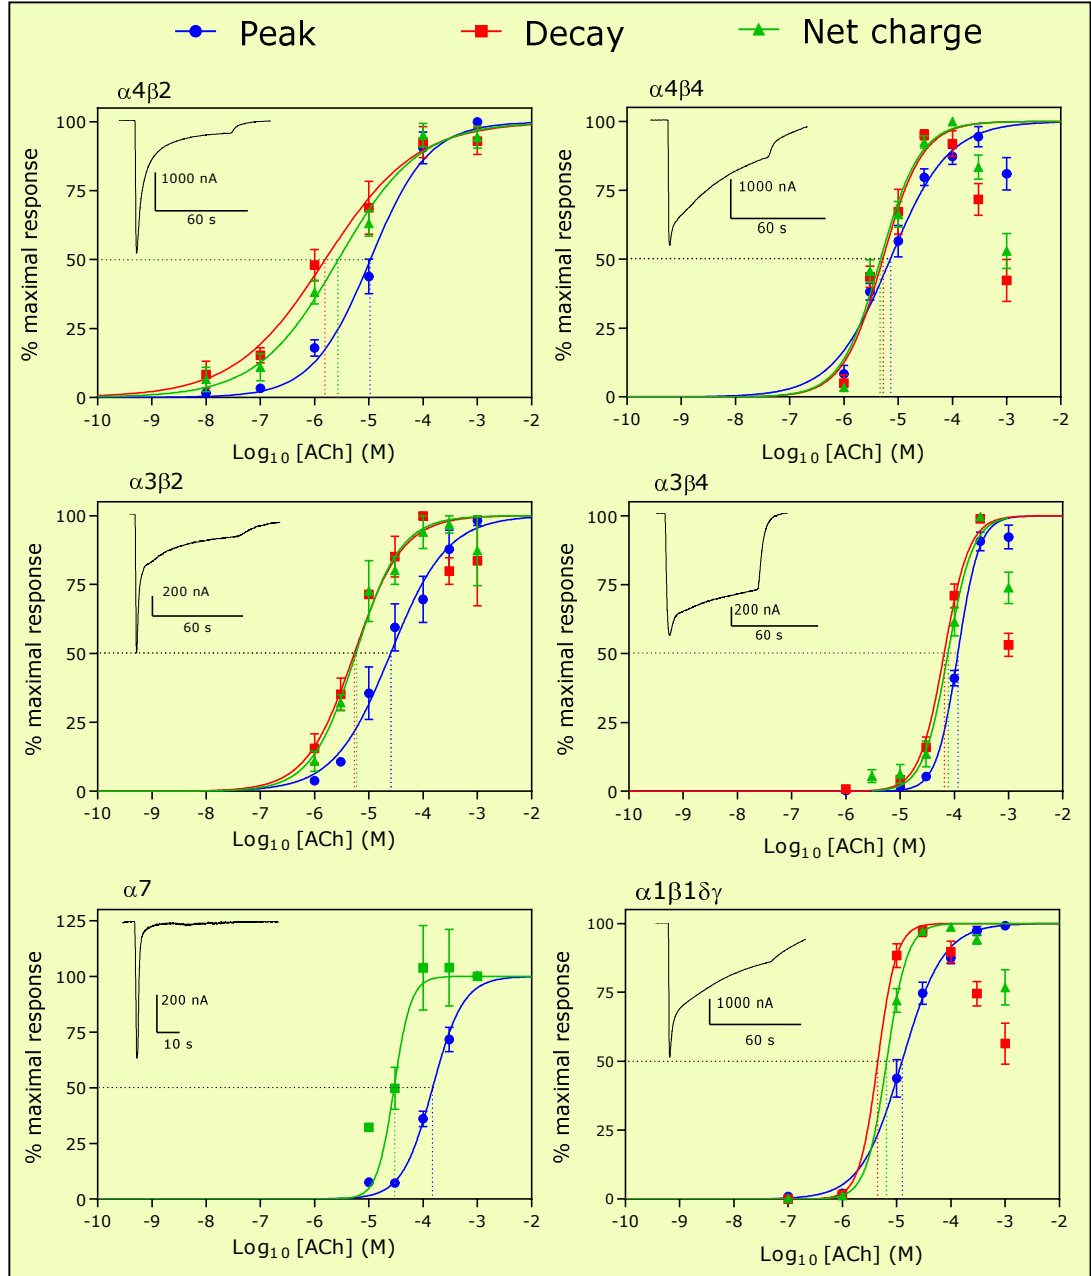 Peak Decay Net charge
α4β2
α4β4
% maximal response
100
75
50
25
0
1000 nA
60 s
-10 -9 -8 -7 -6 -5 -4 -3 -2
Log10 [ACh] (M)
% maximal response
100
75
50
25
0
1000 nA
60 s
-10 -9 -8 -7 -6 -5 -4 -3 -2
Log10 [ACh] (M)
α3β2
α3β4
% maximal response
100
75
50
25
0
200 nA
60 s
-10 -9 -8 -7 -6 -5 -4 -3 -2
Log10 [ACh] (M)
% maximal response
100
75
50
25
0
200 nA
60 s
-10 -9 -8 -7 -6 -5 -4 -3 -2
Log10 [ACh] (M)
α7
α1β1δγ
% maximal response
125
100
75
50
25
0
200 nA
10 s
-10 -9 -8 -7 -6 -5 -4 -3 -2
Log10 [ACh] (M)
% maximal response
100
75
50
25
0
1000 nA
60 s
-10 -9 -8 -7 -6 -5 -4 -3 -2
Log10 [ACh] (M)